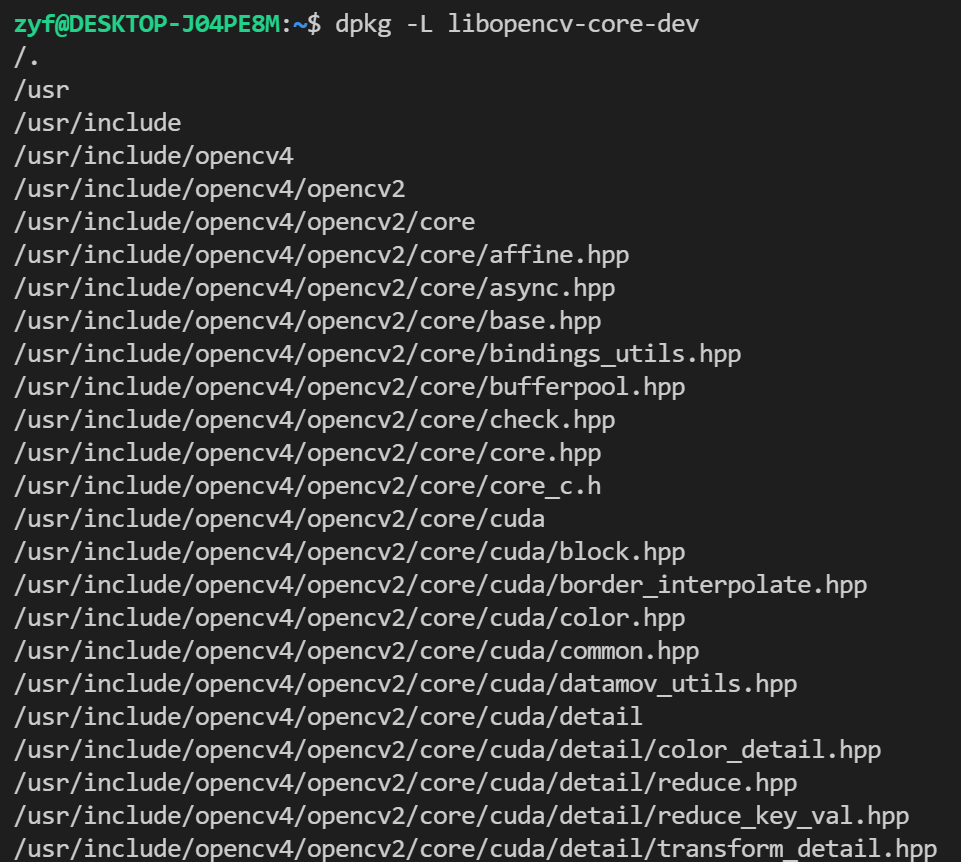 zyf@DESKTOP-J04PE8M:~$ dpkg -L libopencv-core-dev
/.
/usr
/usr/include
/usr/include/opencv4
/usr/include/opencv4/opencv2
/usr/include/opencv4/opencv2/core
/usr/include/opencv4/opencv2/core/affine.hpp
/usr/include/opencv4/opencv2/core/async.hpp
/usr/include/opencv4/opencv2/core/base.hpp
/usr/include/opencv4/opencv2/core/bindings_utils.hpp
/usr/include/opencv4/opencv2/core/bufferpool.hpp
/usr/include/opencv4/opencv2/core/check.hpp
/usr/include/opencv4/opencv2/core/core.hpp
/usr/include/opencv4/opencv2/core/core_c.h
/usr/include/opencv4/opencv2/core/cuda
/usr/include/opencv4/opencv2/core/cuda/block.hpp
/usr/include/opencv4/opencv2/core/cuda/border_interpolate.hpp
/usr/include/opencv4/opencv2/core/cuda/color.hpp
/usr/include/opencv4/opencv2/core/cuda/common.hpp
/usr/include/opencv4/opencv2/core/cuda/datamov_utils.hpp
/usr/include/opencv4/opencv2/core/cuda/detail
/usr/include/opencv4/opencv2/core/cuda/detail/color_detail.hpp
/usr/include/opencv4/opencv2/core/cuda/detail/reduce.hpp
/usr/include/opencv4/opencv2/core/cuda/detail/reduce_key_val.hpp
/usr/include/opencv4/opencv2/core/cuda/detail/transform_detail.hpp